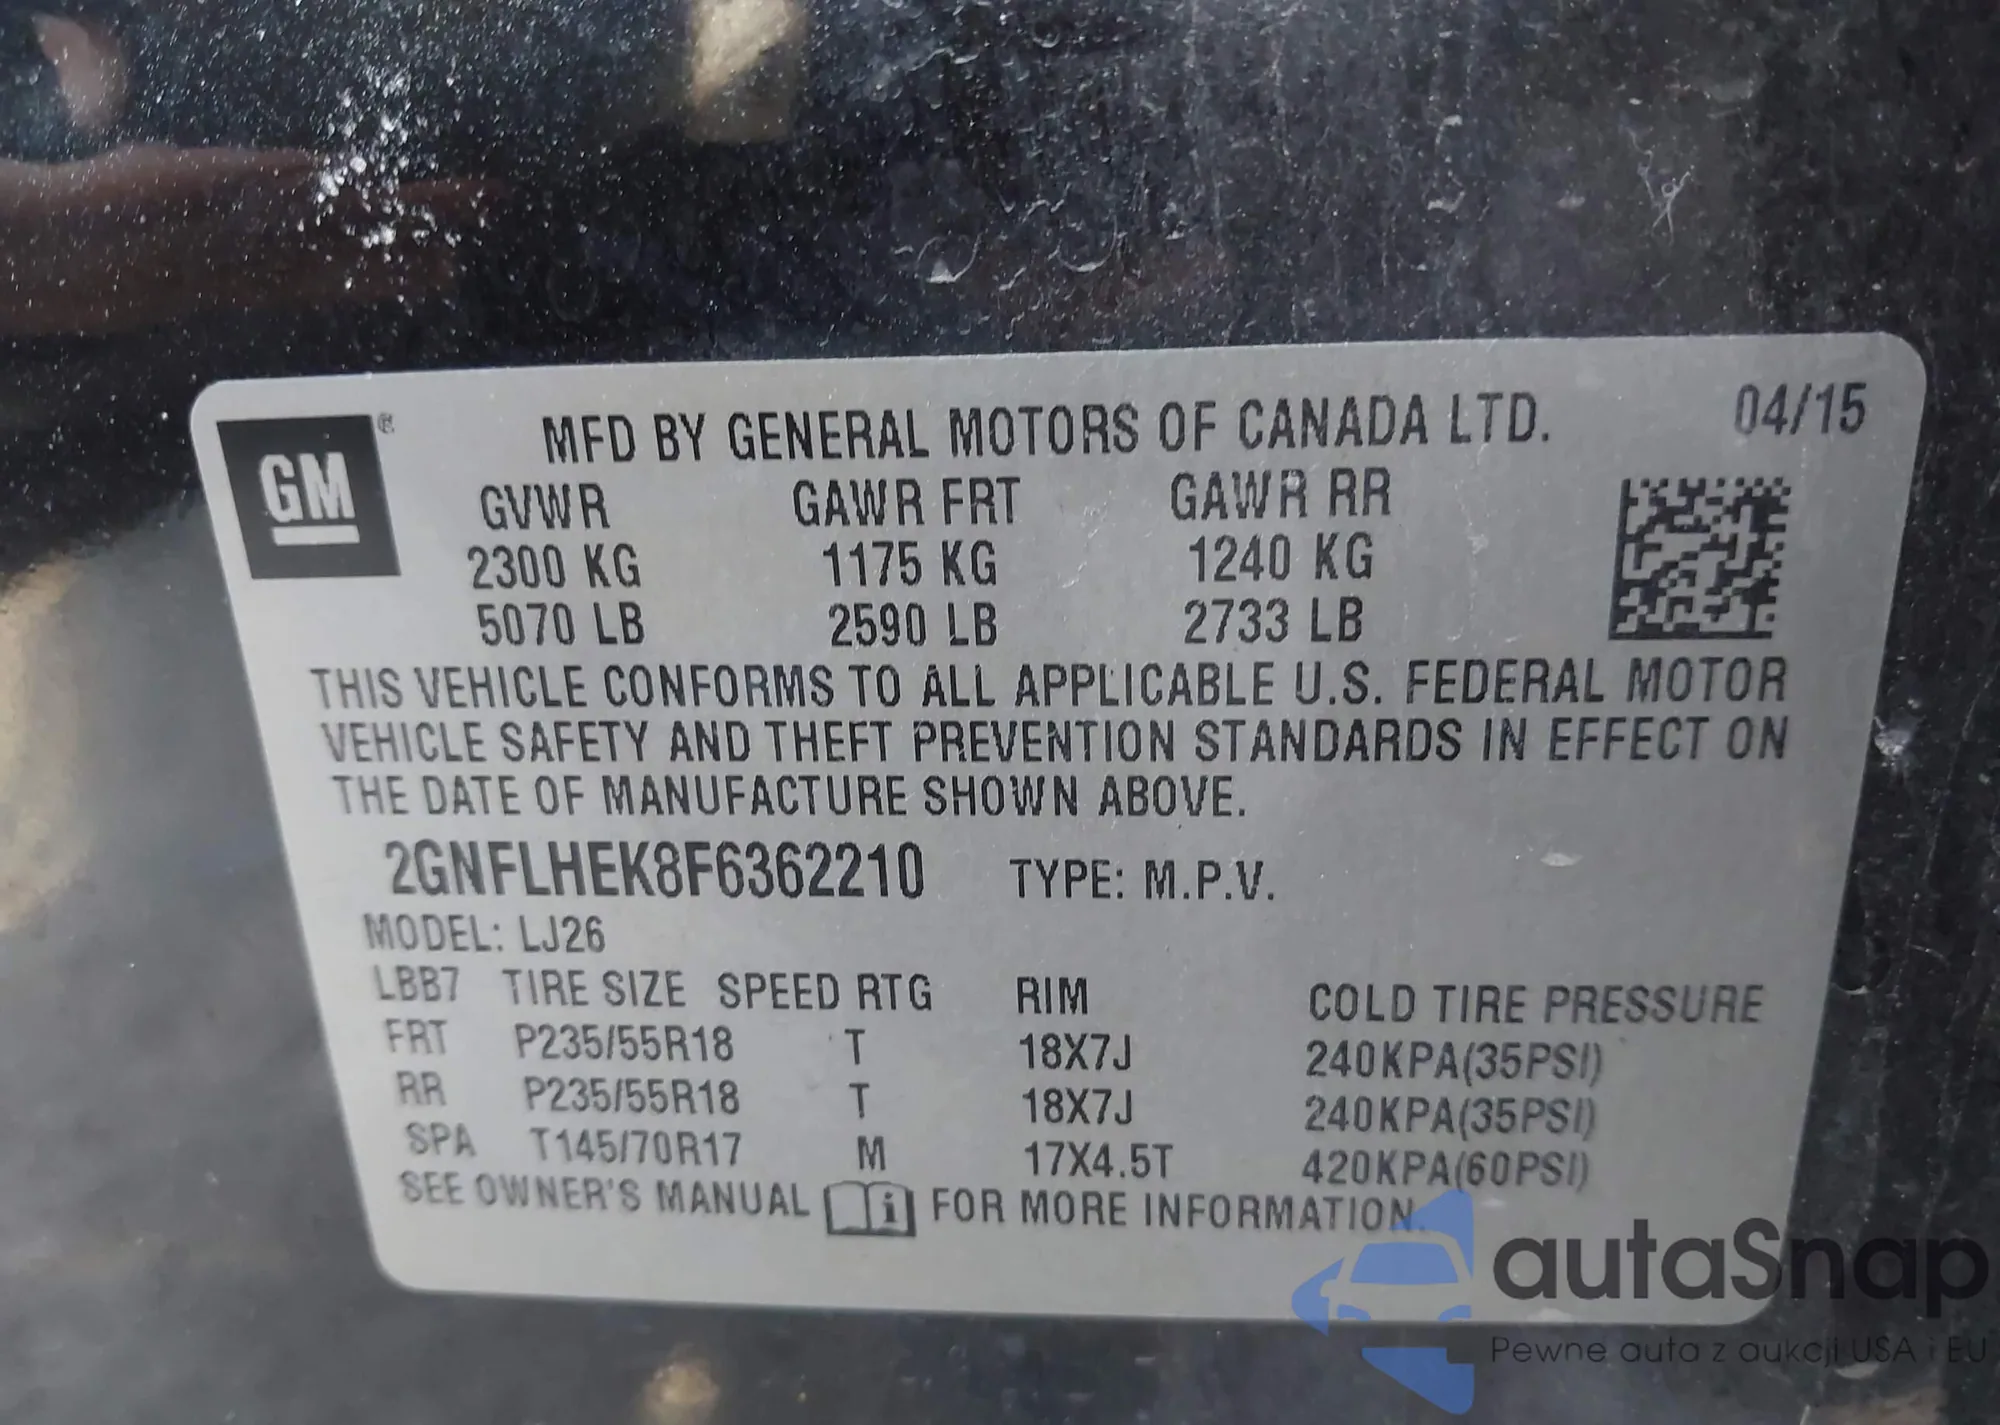 GM ®
MFD BY GENERAL MOTORS OF CANADA LTD. 04/15
GVWR GAWR FRT GAWR RR
2300 KG 1175 KG 1240 KG
5070 LB 2590 LB 2733 LB
THIS VEHICLE CONFORMS TO ALL APPLICABLE U.S. FEDERAL MOTOR
VEHICLE SAFETY AND THEFT PREVENTION STANDARDS IN EFFECT ON
THE DATE OF MANUFACTURE SHOWN ABOVE.
2GNFLHEK8F6362210 TYPE: M.P.V.
MODEL: LJ26
LBB7 TIRE SIZE SPEED RTG RIM COLD TIRE PRESSURE
FRT P235/55R18 T 18X7J 240KPA(35PSI)
RR P235/55R18 T 18X7J 240KPA(35PSI)
SPA T145/70R17 M 17X4.5T 420KPA(60PSI)
SEE OWNER'S MANUAL i FOR MORE INFORMATION.
autaSnap
Pewne auta z aukcji USA i EU